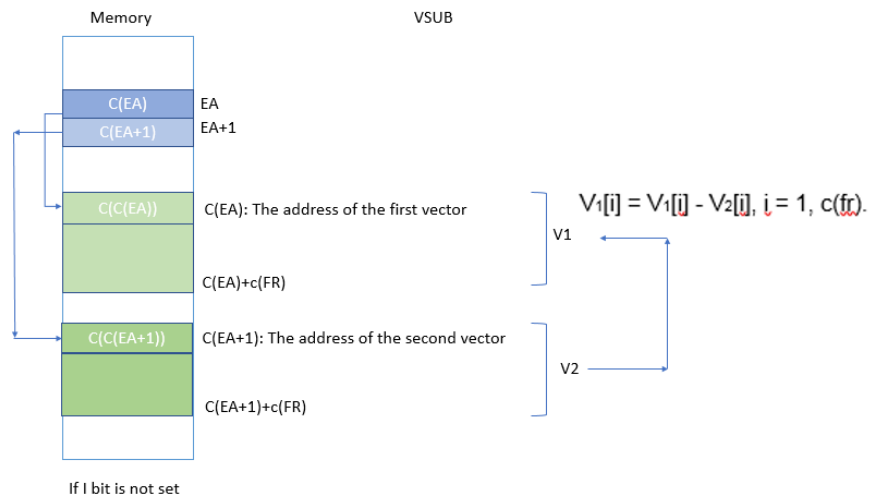 Memory
VSUB
C(EA)
EA
C(EA+1)
EA+1
C(C(EA))
C(EA): The address of the first vector
V1[i] = V1[i] - V2[i], i = 1, c(fr).
V1
C(EA)+c(FR)
C(C(EA+1))
C(EA+1): The address of the second vector
V2
C(EA+1)+c(FR)
If I bit is not set